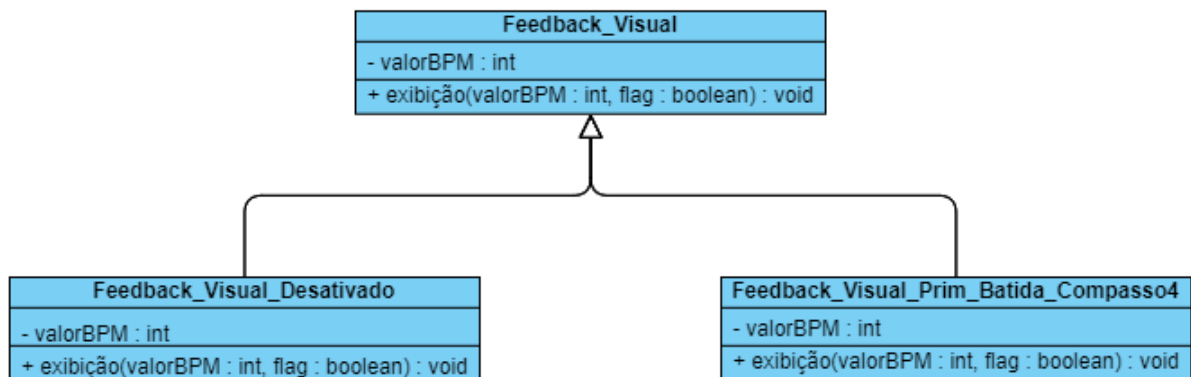 Feedback_Visual
- valorBPM : int
+ exibição(valorBPM : int, flag : boolean) : void
Feedback_Visual_Desativado
- valorBPM : int
+ exibição(valorBPM : int, flag : boolean) : void
Feedback_Visual_Prim_Batida_Compasso4
- valorBPM : int
+ exibição(valorBPM : int, flag : boolean) : void